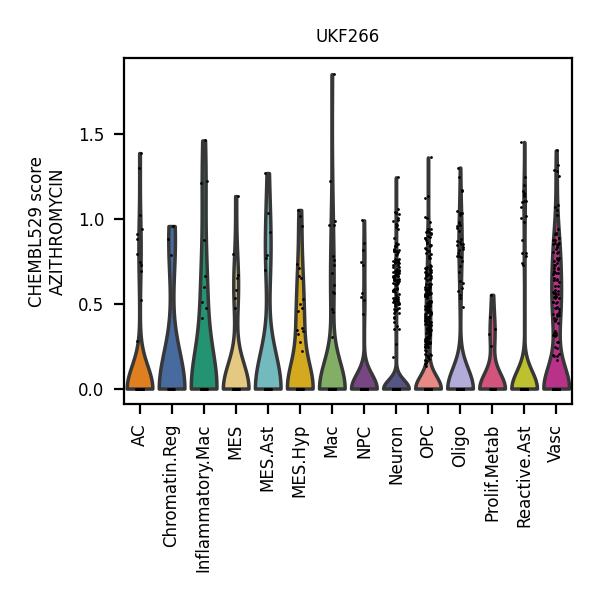 UKF266
CHEMBL529 score
AZITHROMYCIN
1.5
1.0
0.5
0.0
AC
Chromatin.Reg
Inflammatory.Mac
MES
MES.Ast
MES.Hyp
Mac
NPC
Neuron
OPC
Oligo
Prolif.Metab
Reactive.Ast
Vasc